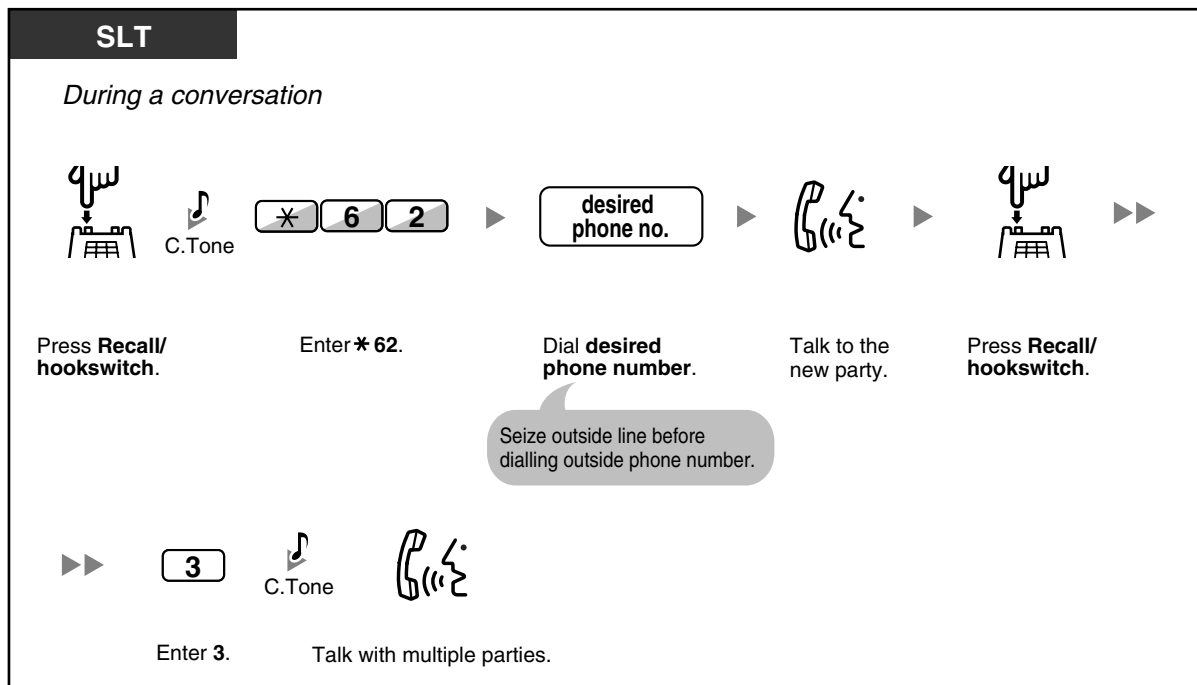 SLT
During a conversation
C.Tone
* 6 2
desired
phone no.
Press Recall/
hookswitch.
Enter * 62.
Dial desired
phone number.
Talk to the
new party.
Press Recall/
hookswitch.
Seize outside line before
dialling outside phone number.
3
C.Tone
Enter 3.
Talk with multiple parties.